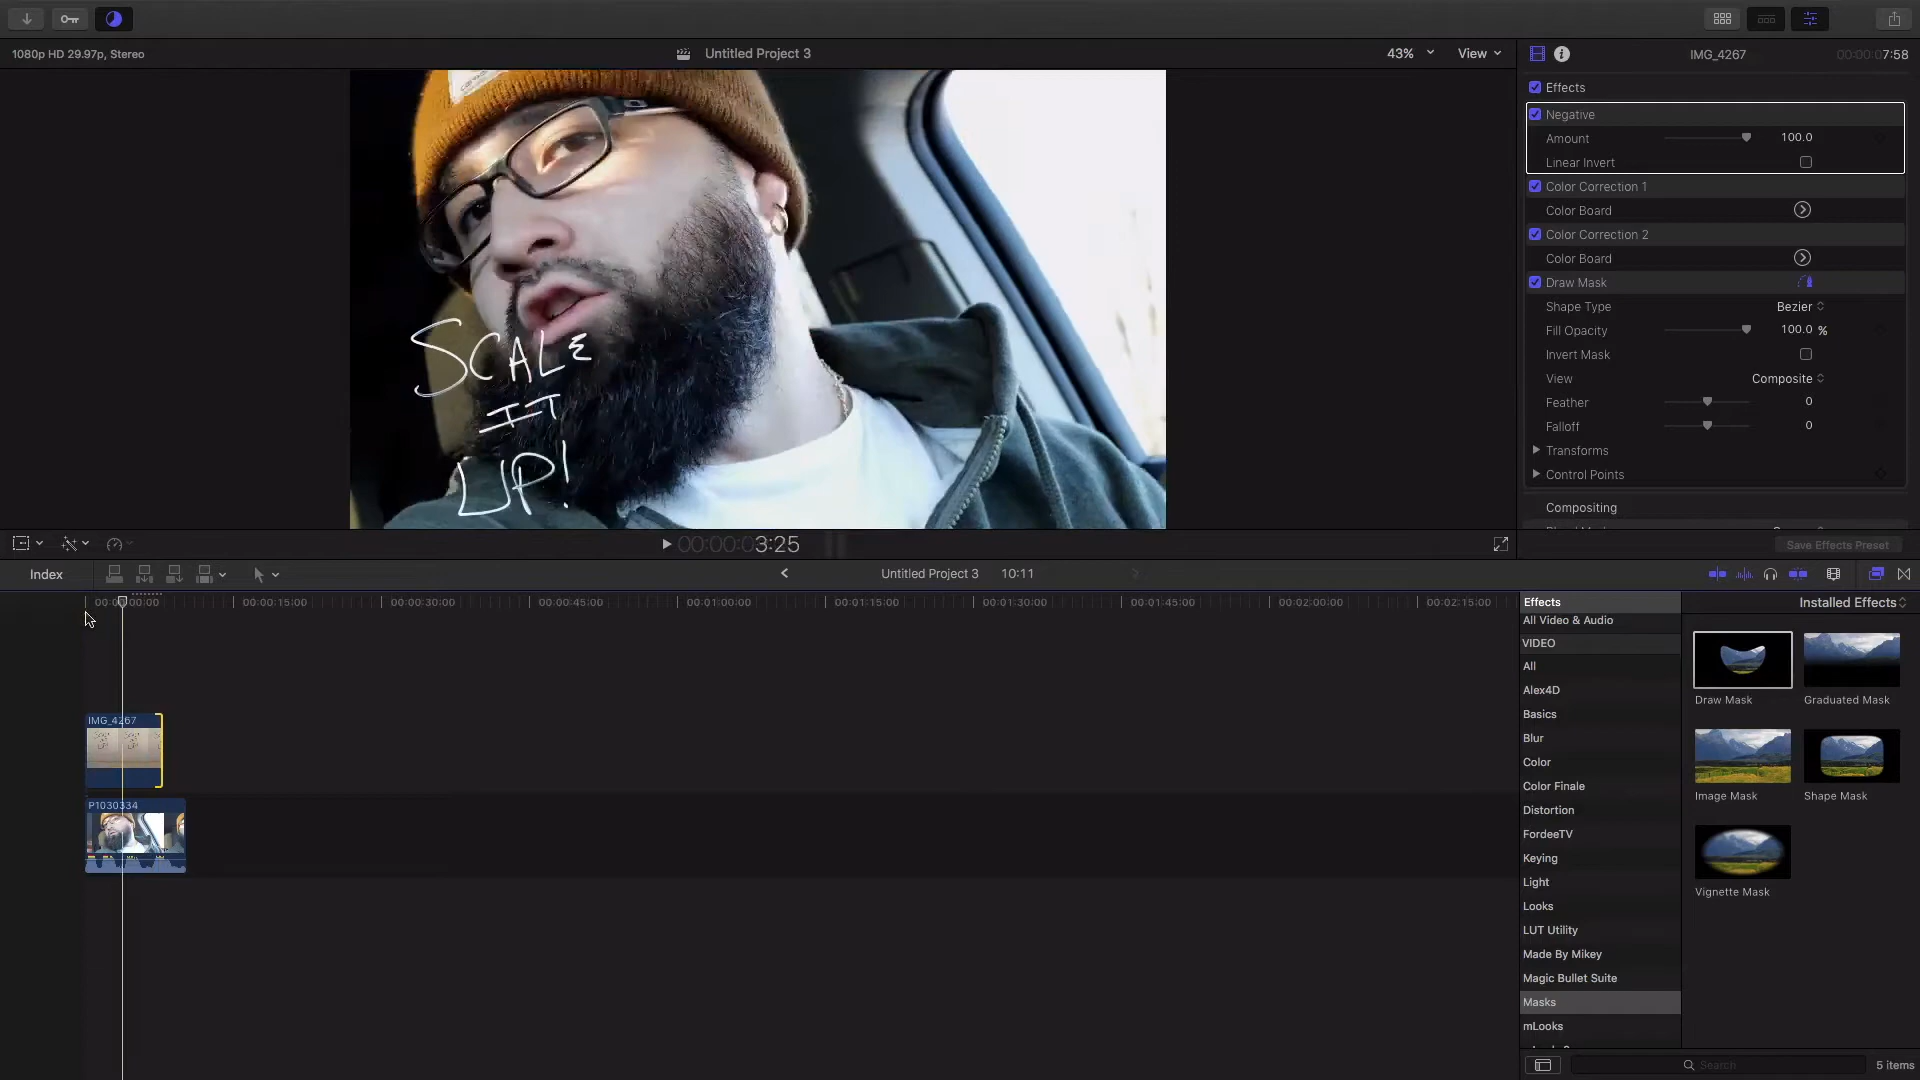 1080p HD 29.97p, Stereo
Untitled Project 3
43%
View
IMG_4267
00:00:07:58
SCALE
IT
UP!
Effects
Negative
Amount 100.0
Linear Invert
Color Correction 1
Color Board
Color Correction 2
Color Board
Draw Mask
Shape Type Bezier
Fill Opacity 100.0 %
Invert Mask
View Composite
Feather 0
Falloff 0
Transforms
Control Points
Compositing
Save Effects Preset
00:00:03:25
Index
Untitled Project 3 10:11
00:00:00:00 00:00:15:00 00:00:30:00 00:00:45:00 00:01:00:00 00:01:15:00 00:01:30:00 00:01:45:00 00:02:00:00 00:02:15:00
IMG_4267
P1030334
Effects
Installed Effects
All Video & Audio
VIDEO
All
Alex4D
Basics
Blur
Color
Color Finale
Distortion
FordeeTV
Keying
Light
Looks
LUT Utility
Made By Mikey
Magic Bullet Suite
Masks
mLooks
Draw Mask
Graduated Mask
Image Mask
Shape Mask
Vignette Mask
Search
5 items